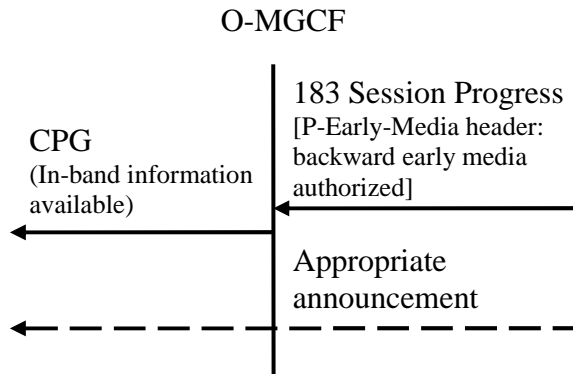 O-MGCF
183 Session Progress
[P-Early-Media header:
backward early media
authorized]
CPG
(In-band information
available)
Appropriate
announcement